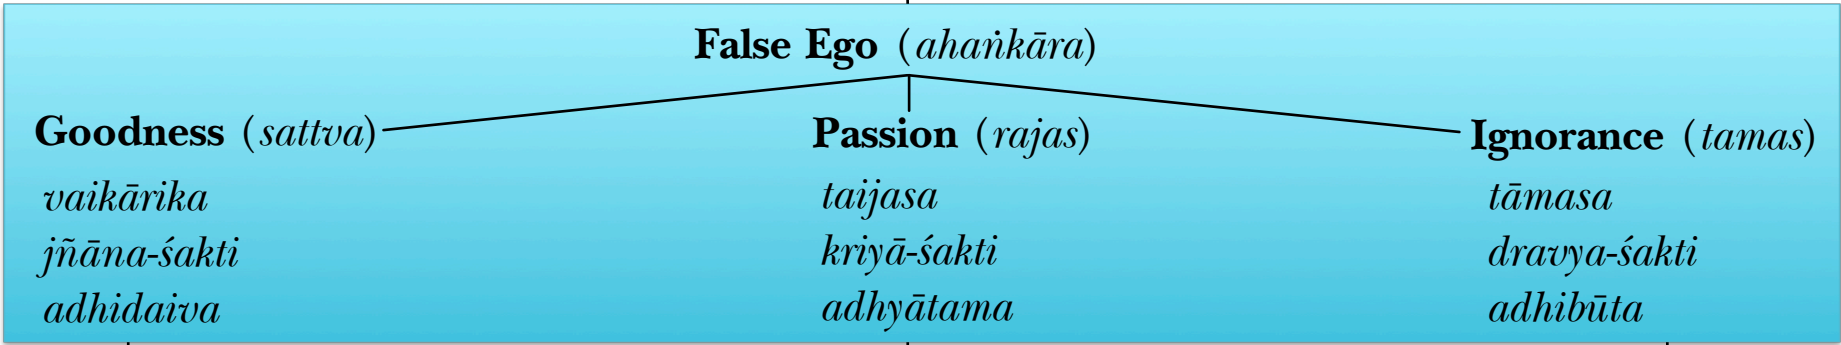 False Ego (ahaṅkāra)
Goodness (sattva) Passion (rajas) Ignorance (tamas)
vaikārika taijasa tāmasa
jñāna-śakti kriyā-śakti dravya-śakti
adhidaiva adhyātama adhibūta